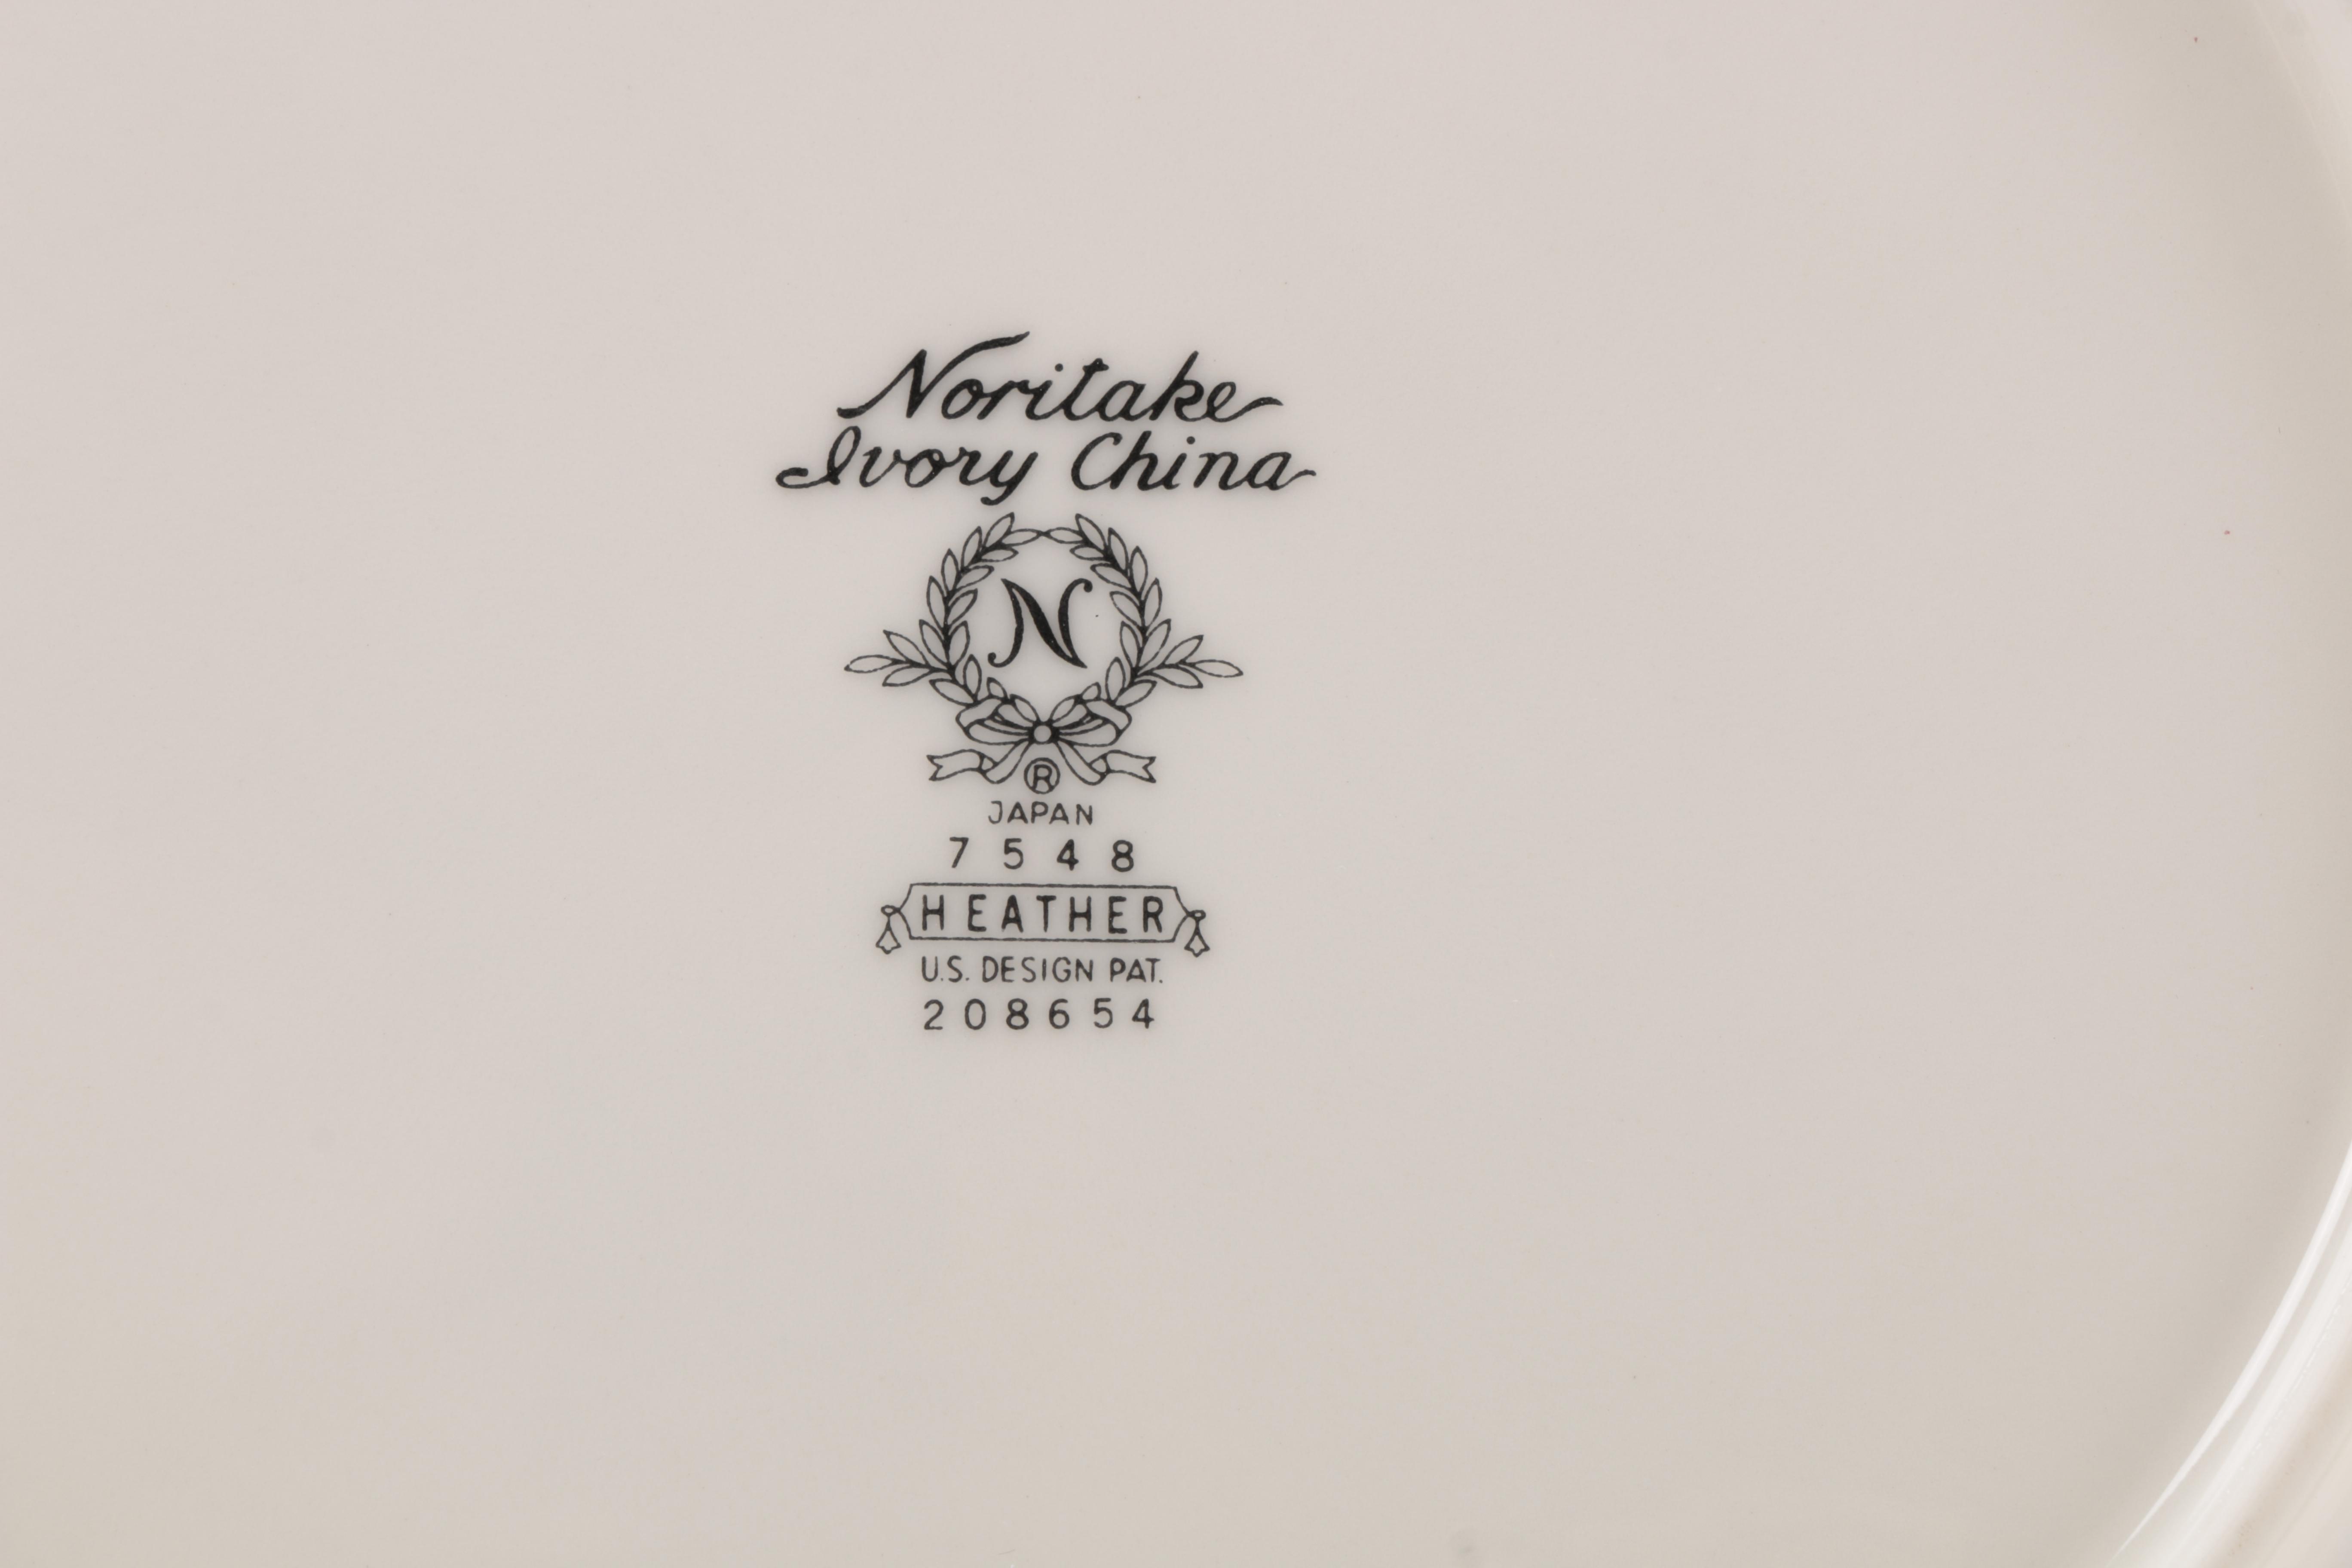 Noritake
Ivory China
N
®
JAPAN
7548
HEATHER
U.S. DESIGN PAT.
208654